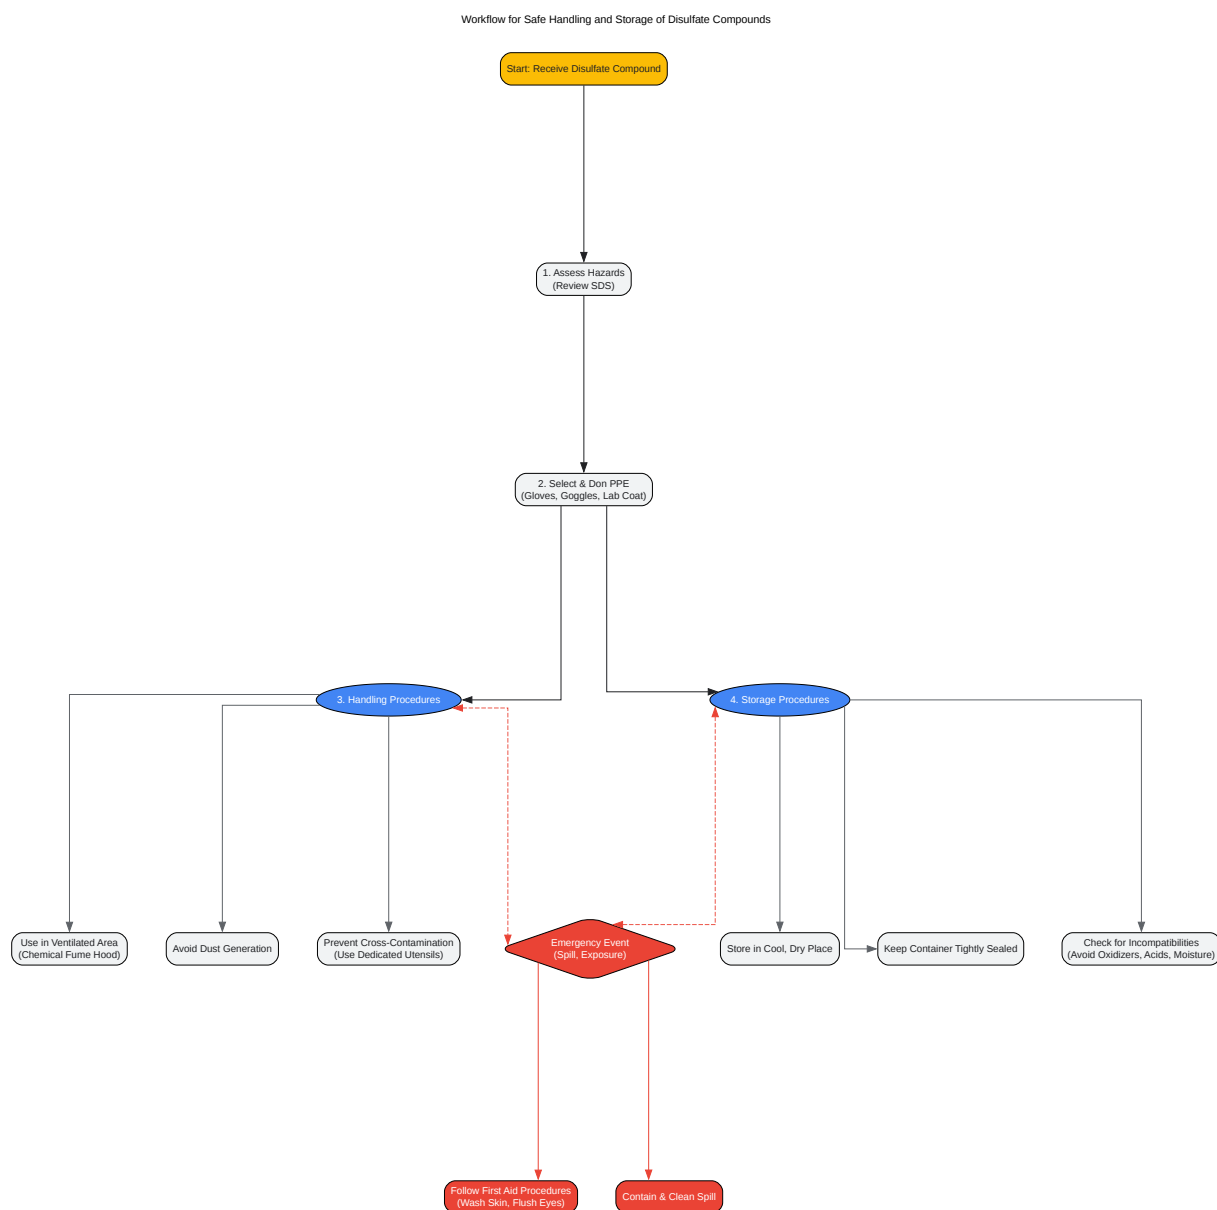 Workflow for Safe Handling and Storage of Disulfate Compounds
Start: Receive Disulfate Compound
1. Assess Hazards
(Review SDS)
2. Select & Don PPE
(Gloves, Goggles, Lab Coat)
3. Handling Procedures
4. Storage Procedures
Use in Ventilated Area
(Chemical Fume Hood)
Avoid Dust Generation
Prevent Cross-Contamination
(Use Dedicated Utensils)
Emergency Event
(Spill, Exposure)
Store in Cool, Dry Place
Keep Container Tightly Sealed
Check for Incompatibilities
(Avoid Oxidizers, Acids, Moisture)
Follow First Aid Procedures
(Wash Skin, Flush Eyes)
Contain & Clean Spill